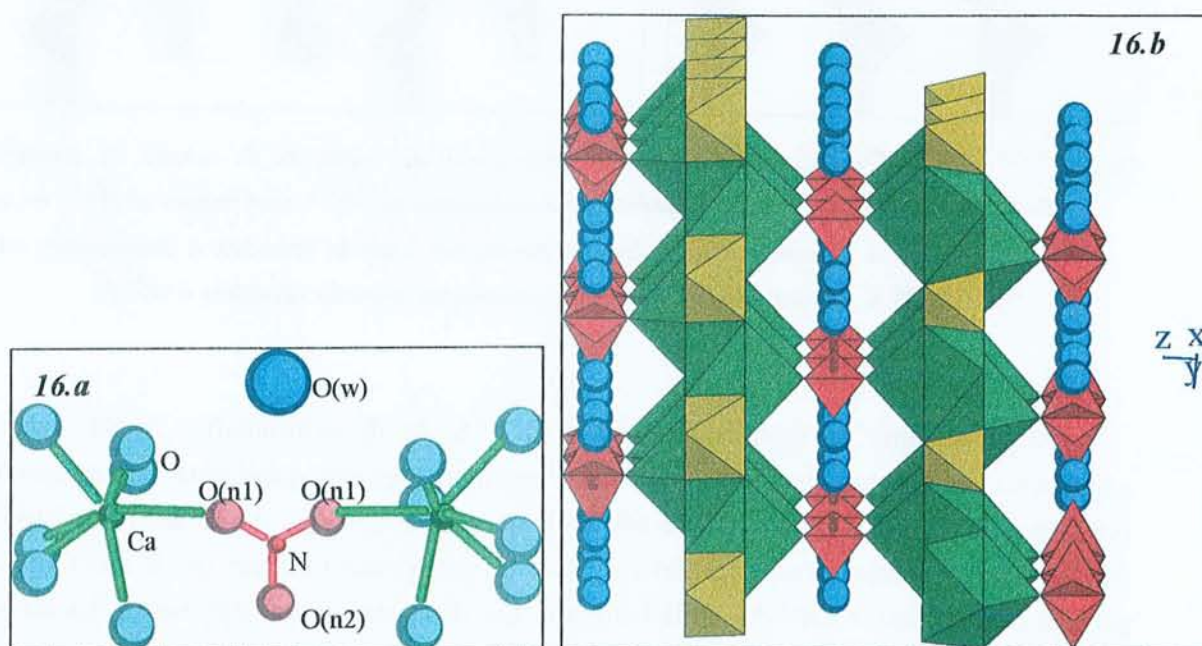 16.b
z x
y
16.a
O(w)
O
O(n1) O(n1)
Ca
N
O(n2)